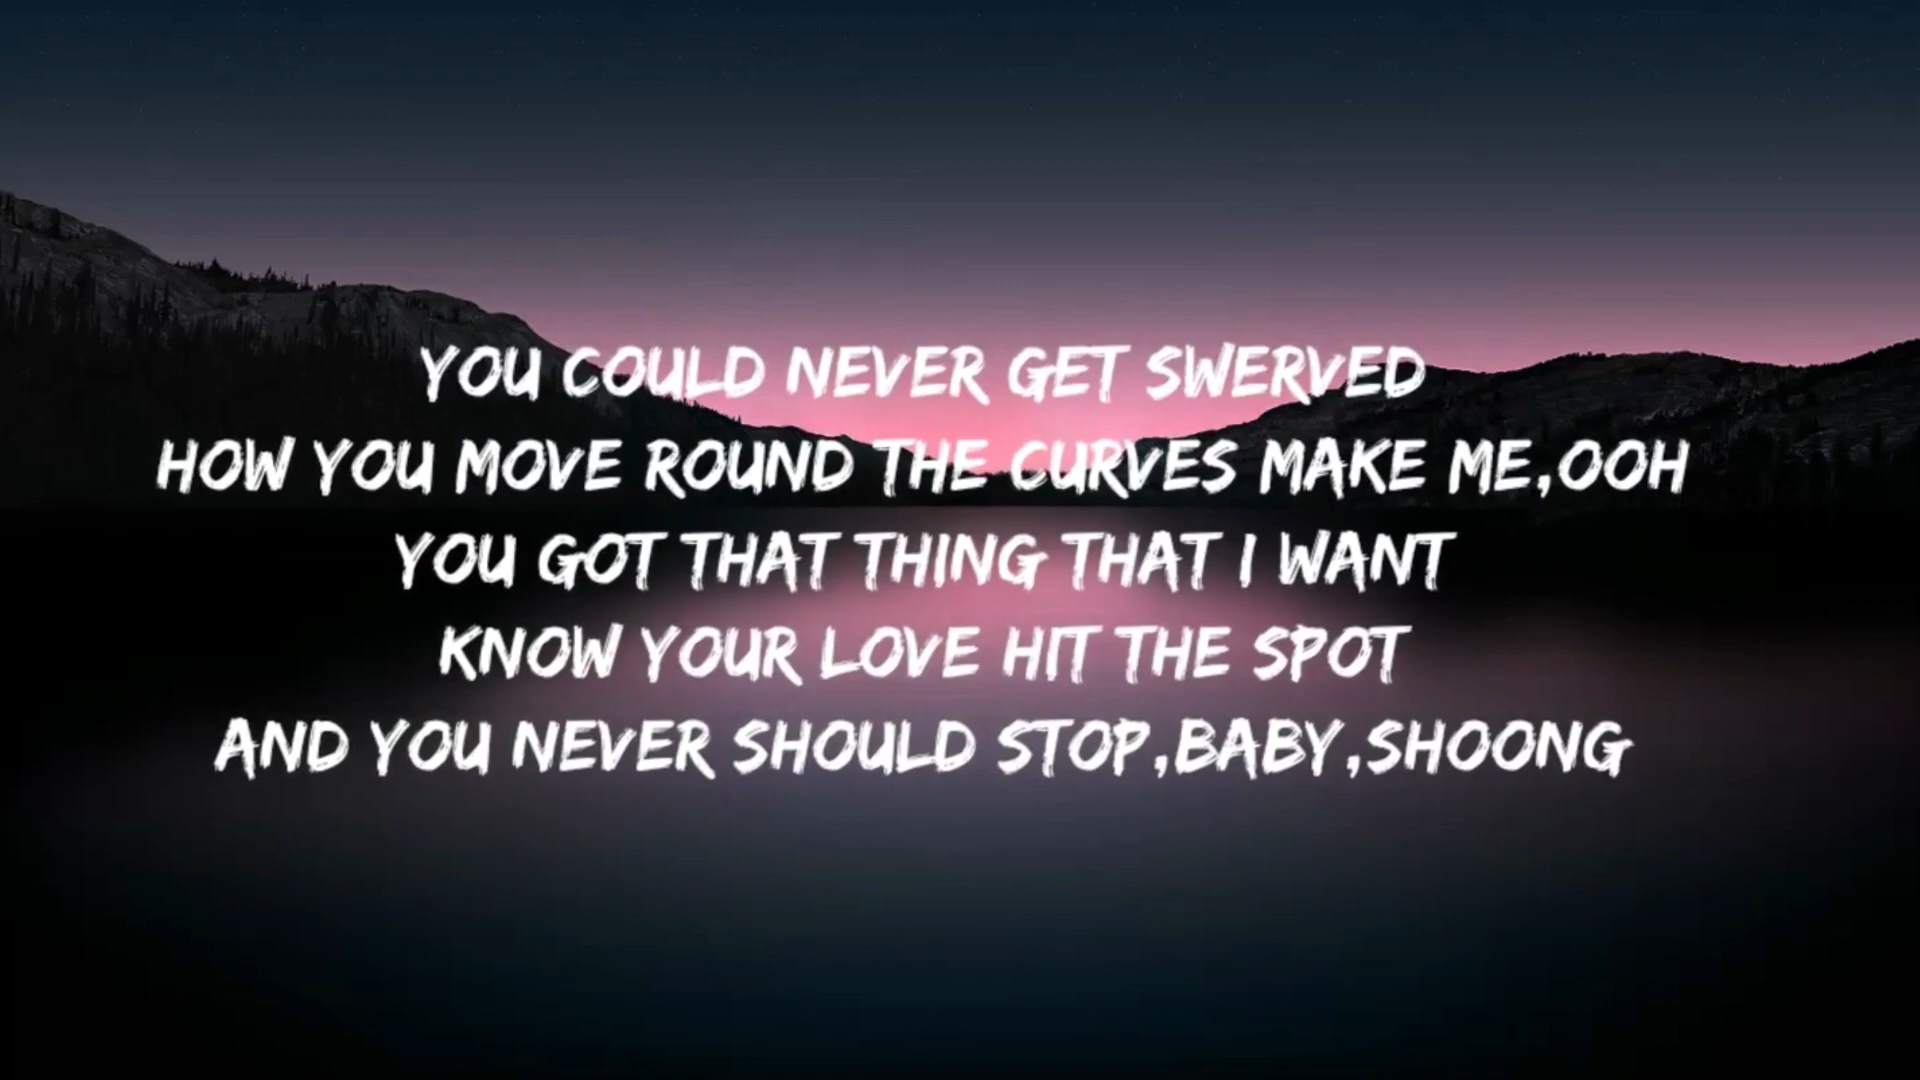 YOU COULD NEVER GET SWERVED
HOW YOU MOVE ROUND THE CURVES MAKE ME,OOH
YOU GOT THAT THING THAT I WANT
KNOW YOUR LOVE HIT THE SPOT
AND YOU NEVER SHOULD STOP,BABY,SHOONG